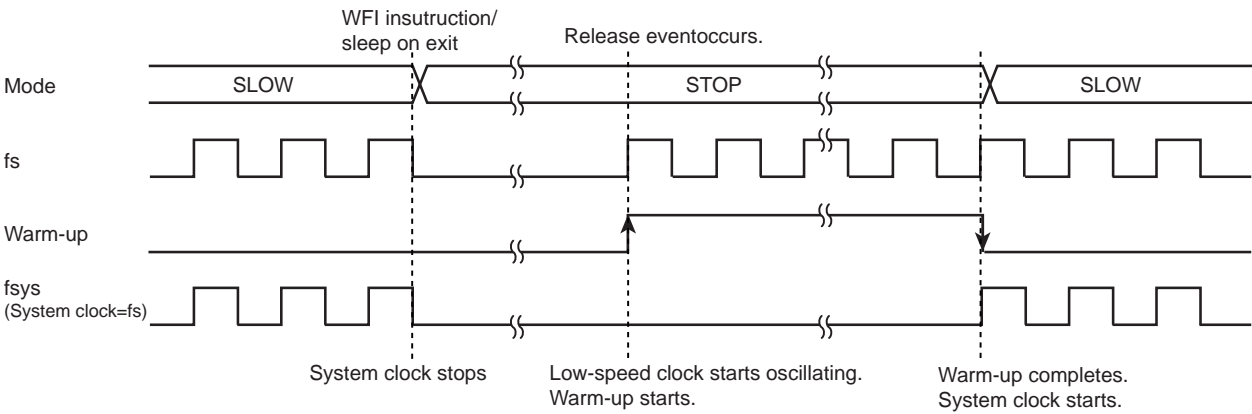 WFI insutruction/
sleep on exit
Release eventoccurs.
Mode
SLOW
STOP
SLOW
fs
Warm-up
fsys
(System clock=fs)
System clock stops
Low-speed clock starts oscillating.
Warm-up starts.
Warm-up completes.
System clock starts.